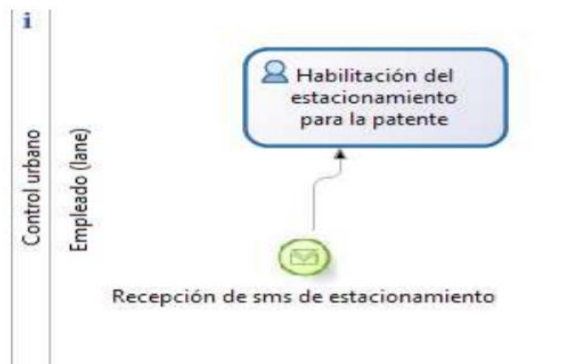 i
Control urbano
Empleado (lane)
Habilitación del
estacionamiento
para la patente
Recepción de sms de estacionamiento